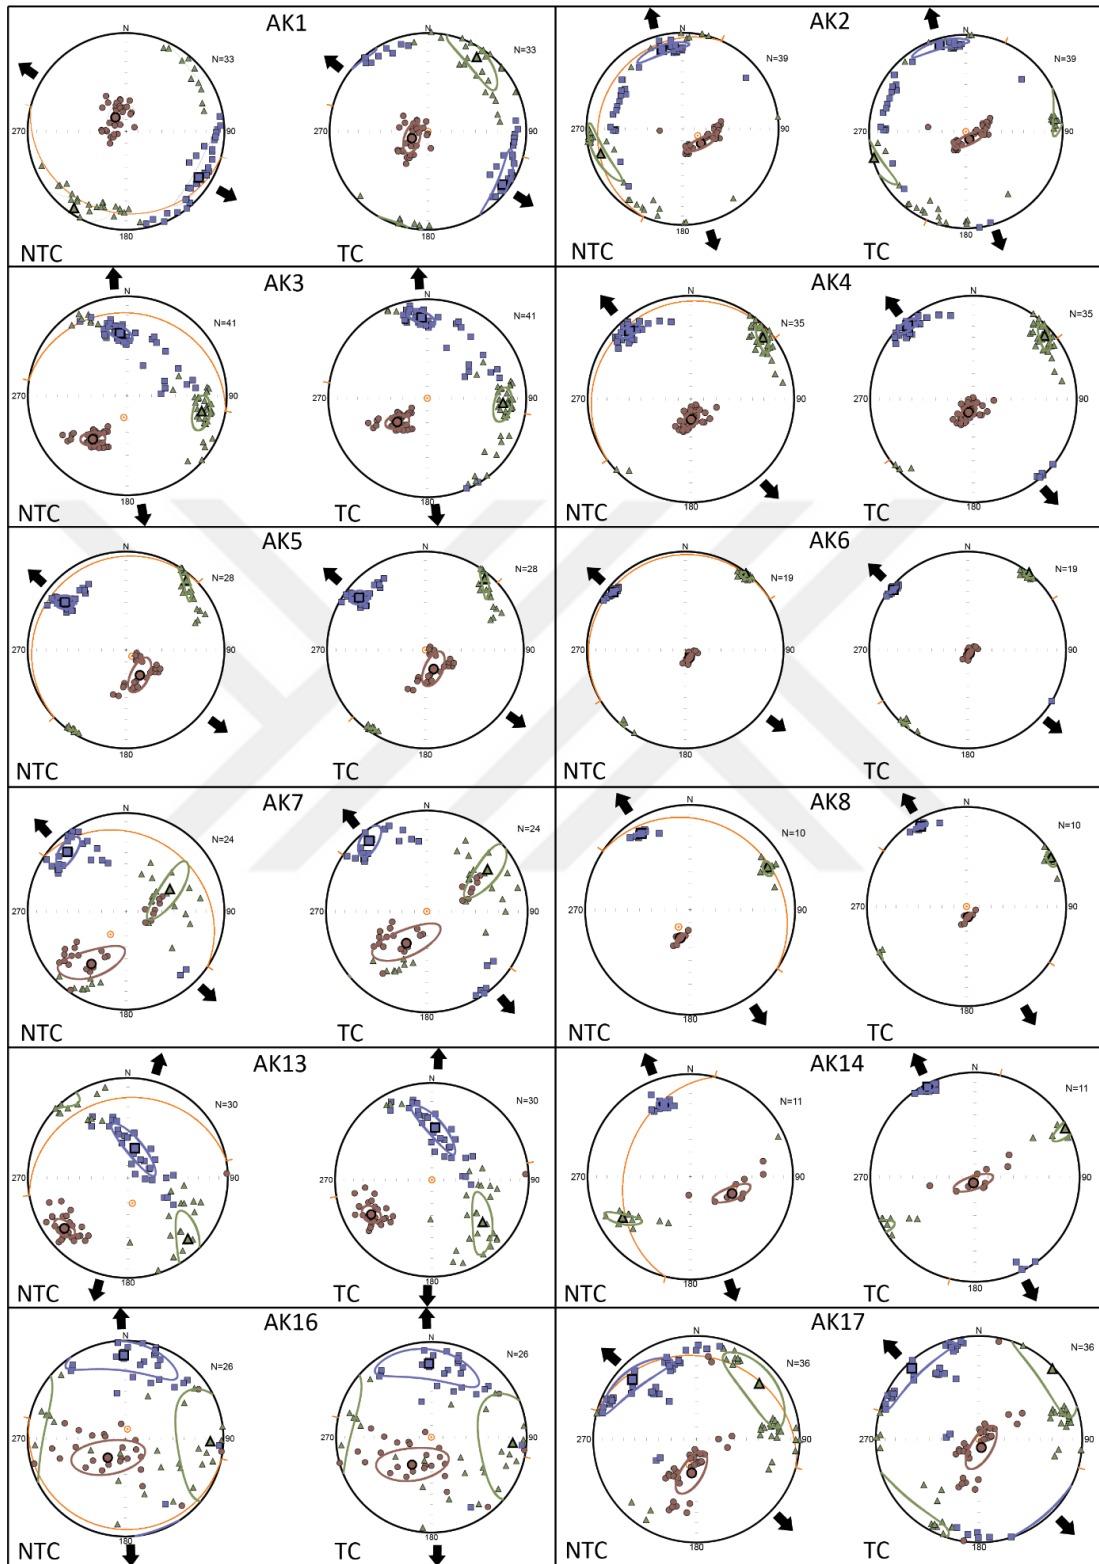 AK1
N N
N=33 N=33
270 90 270 90
180 180
NTC TC
AK2
N N
N=39 N=39
270 90 270 90
180 180
NTC TC
AK3
N N
N=41 N=41
270 90 270 90
180 180
NTC TC
AK4
N N
N=35 N=35
270 90 270 90
180 180
NTC TC
AK5
N N
N=28 N=28
270 90 270 90
180 180
NTC TC
AK6
N N
N=19 N=19
270 90 270 90
180 180
NTC TC
AK7
N N
N=24 N=24
270 90 270 90
180 180
NTC TC
AK8
N N
N=10 N=10
270 90 270 90
180 180
NTC TC
AK13
N N
N=30 N=30
270 90 270 90
180 180
NTC TC
AK14
N N
N=11 N=11
270 90 270 90
180 180
NTC TC
AK16
N N
N=26 N=26
270 90 270 90
180 180
NTC TC
AK17
N N
N=36 N=36
270 90 270 90
180 180
NTC TC